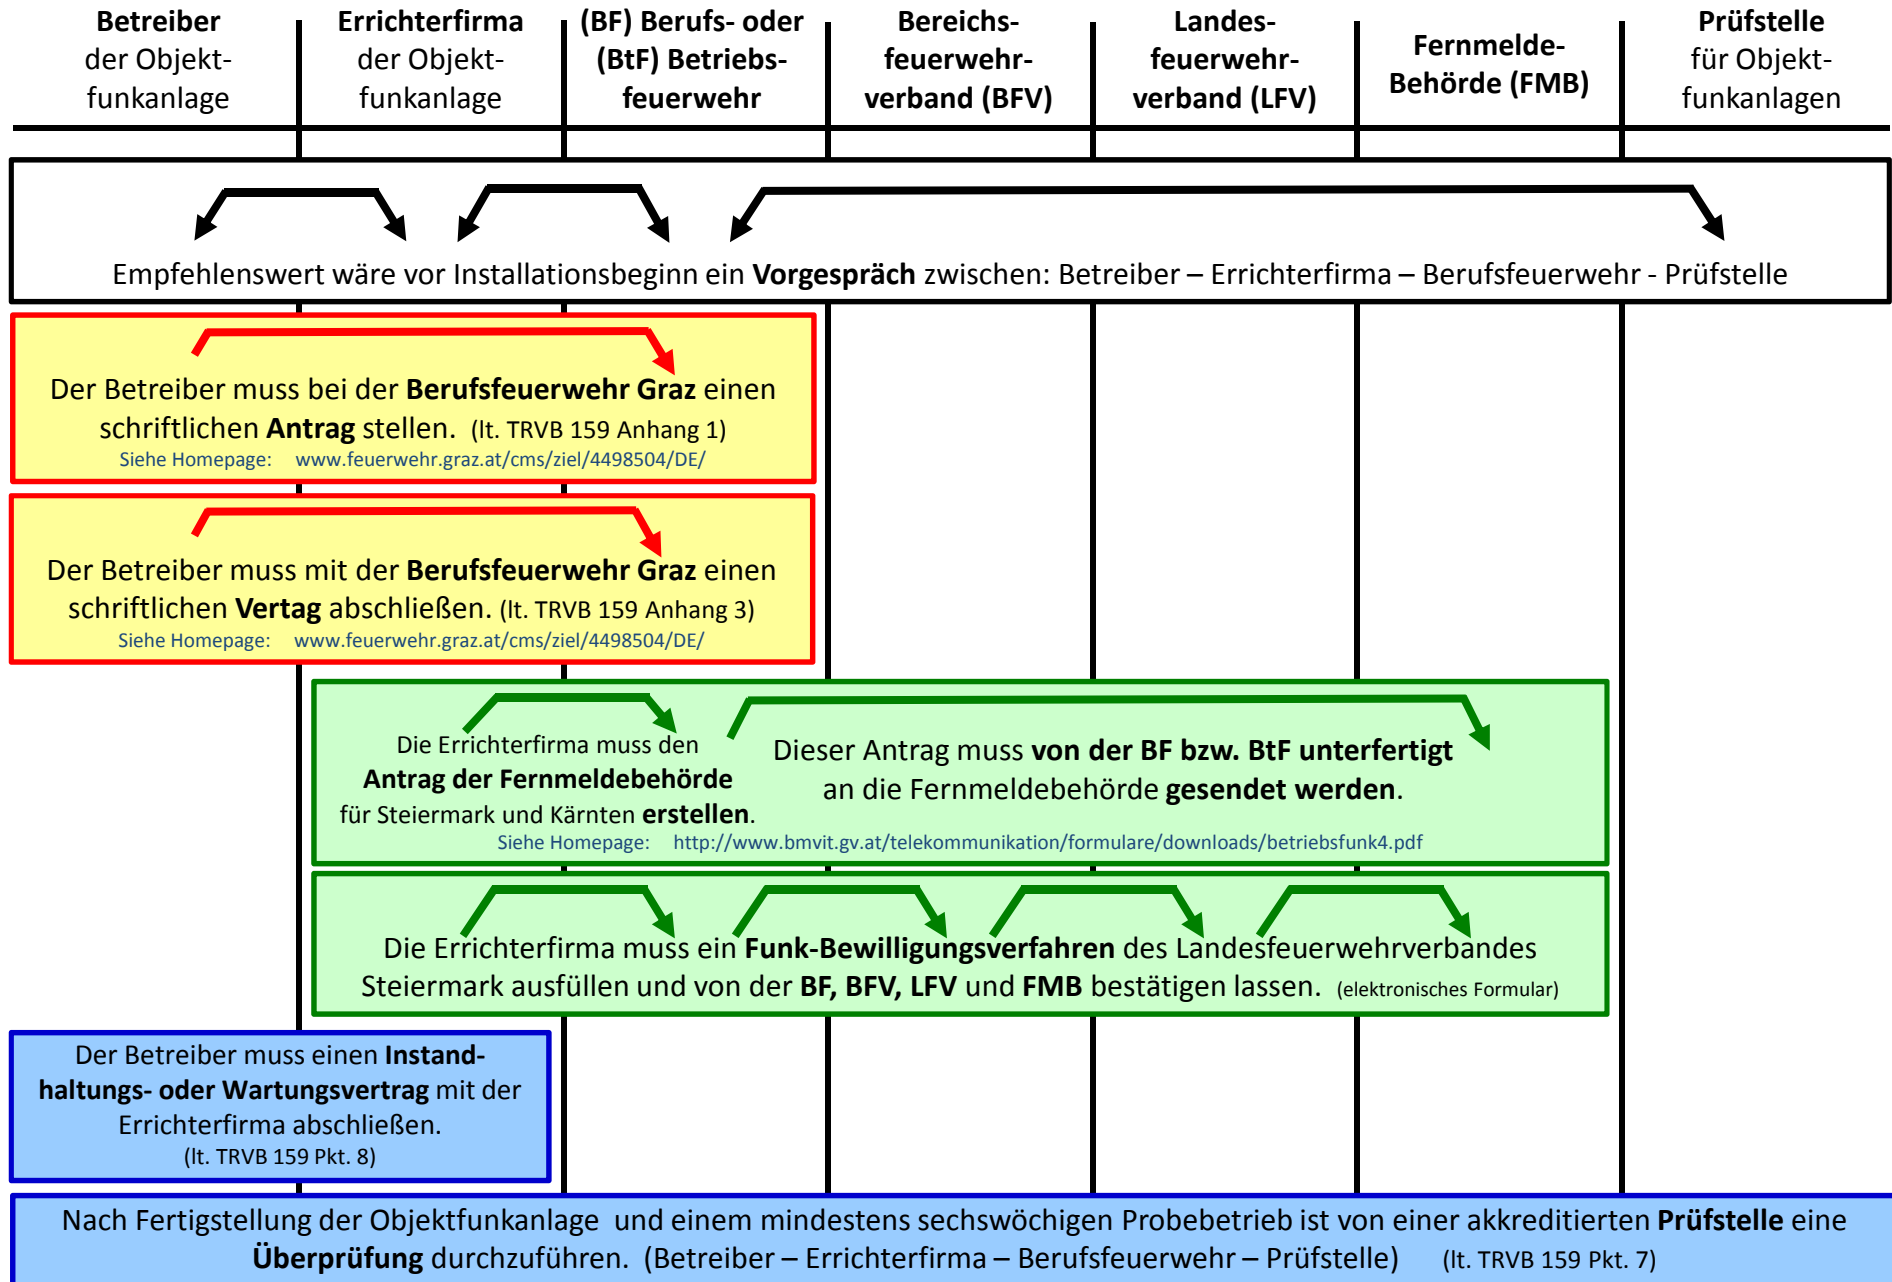 Betreiber
der Objekt-
funkanlage
Errichterfirma
der Objekt-
funkanlage
(BF) Berufs- oder
(BtF) Betriebs-
feuerwehr
Bereichs-
feuerwehr-
verband (BFV)
Landes-
feuerwehr-
verband (LFV)
Fernmelde-
Behörde (FMB)
Prüfstelle
für Objekt-
funkanlagen
Empfehlenswert wäre vor Installationsbeginn ein Vorgespräch zwischen: Betreiber – Errichterfirma – Berufsfeuerwehr - Prüfstelle
Der Betreiber muss bei der Berufsfeuerwehr Graz einen
schriftlichen Antrag stellen. (lt. TRVB 159 Anhang 1)
Siehe Homepage: www.feuerwehr.graz.at/cms/ziel/4498504/DE/
Der Betreiber muss mit der Berufsfeuerwehr Graz einen
schriftlichen Vertag abschließen. (lt. TRVB 159 Anhang 3)
Siehe Homepage: www.feuerwehr.graz.at/cms/ziel/4498504/DE/
Die Errichterfirma muss den
Antrag der Fernmeldebehörde
für Steiermark und Kärnten erstellen.
Dieser Antrag muss von der BF bzw. BtF unterfertigt
an die Fernmeldebehörde gesendet werden.
Siehe Homepage: http://www.bmvit.gv.at/telekommunikation/formulare/downloads/betriebsfunk4.pdf
Die Errichterfirma muss ein Funk-Bewilligungsverfahren des Landesfeuerwehrverbandes
Steiermark ausfüllen und von der BF, BFV, LFV und FMB bestätigen lassen. (elektronisches Formular)
Der Betreiber muss einen Instand-
haltungs- oder Wartungsvertrag mit der
Errichterfirma abschließen.
(lt. TRVB 159 Pkt. 8)
Nach Fertigstellung der Objektfunkanlage und einem mindestens sechswöchigen Probebetrieb ist von einer akkreditierten Prüfstelle eine
Überprüfung durchzuführen. (Betreiber – Errichterfirma – Berufsfeuerwehr – Prüfstelle) (lt. TRVB 159 Pkt. 7)